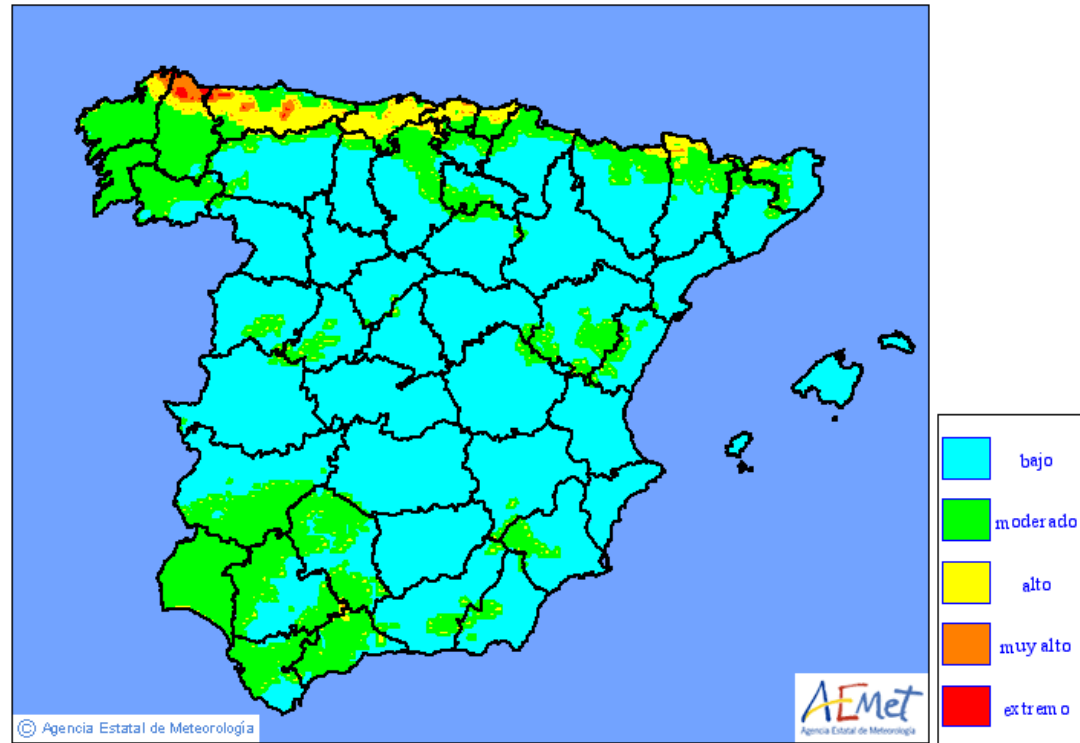 bajo
moderado
alto
muy alto
extremo
© Agencia Estatal de Meteorología
AEMet
Agencia Estatal de Meteorología